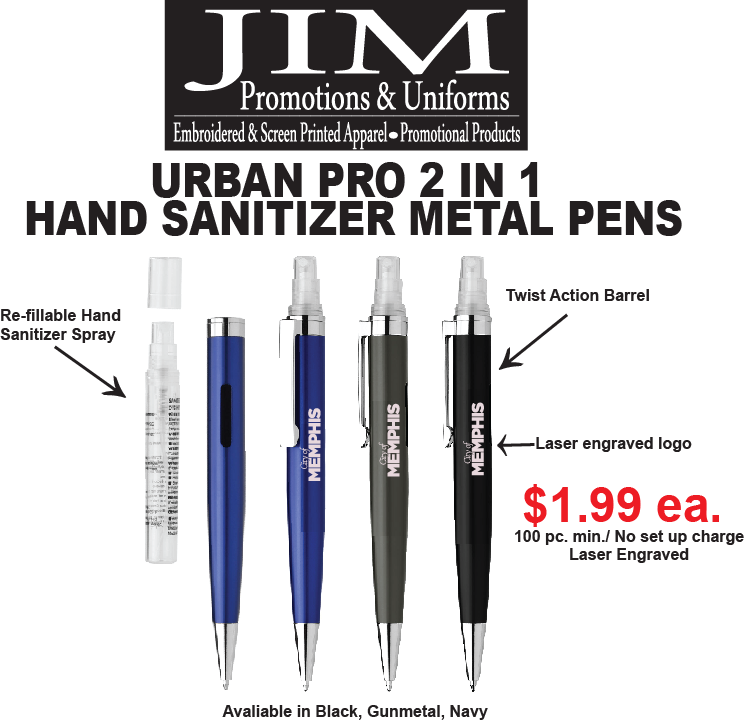 JIM
Promotions & Uniforms
Embroidered & Screen Printed Apparel • Promotional Products
URBAN PRO 2 IN 1
HAND SANITIZER METAL PENS
Re-fillable Hand
Sanitizer Spray
Twist Action Barrel
City of
MEMPHIS
City of
MEMPHIS
City of
MEMPHIS
Laser engraved logo
$1.99 ea.
100 pc. min./ No set up charge
Laser Engraved
Avaliable in Black, Gunmetal, Navy